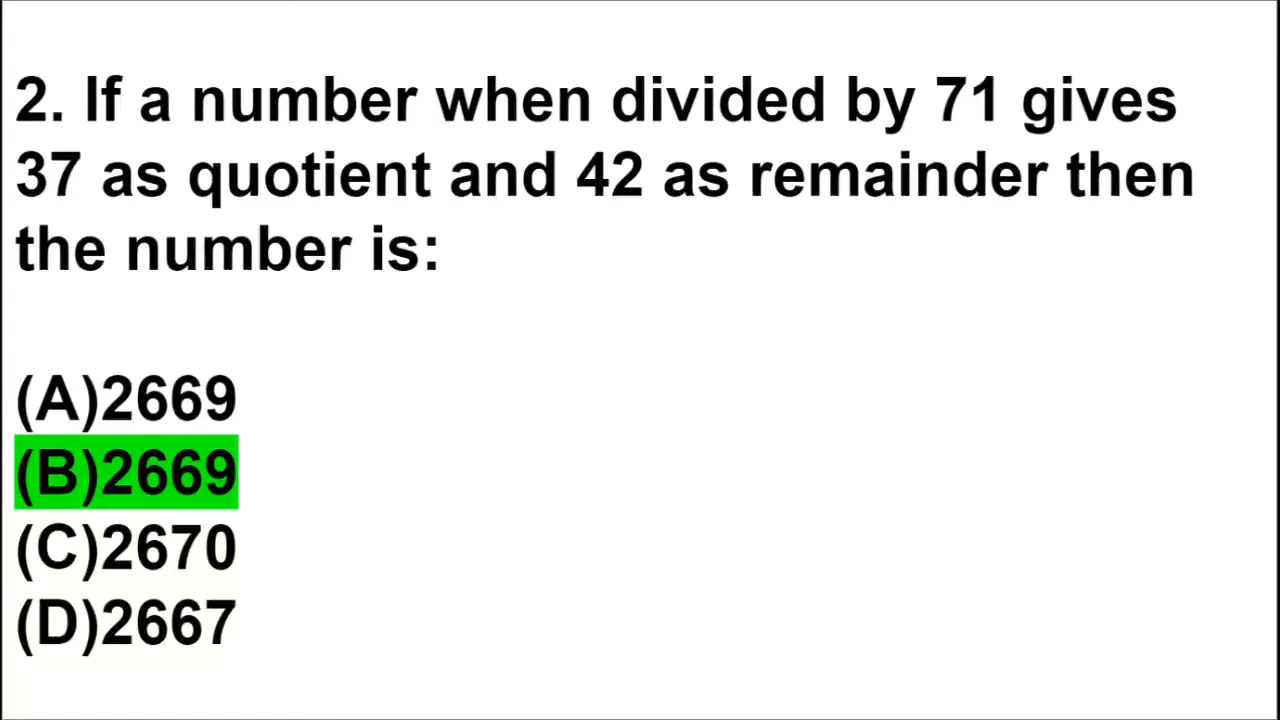 2. If a number when divided by 71 gives
37 as quotient and 42 as remainder then
the number is:
(A)2669
(B)2669
(C)2670
(D)2667